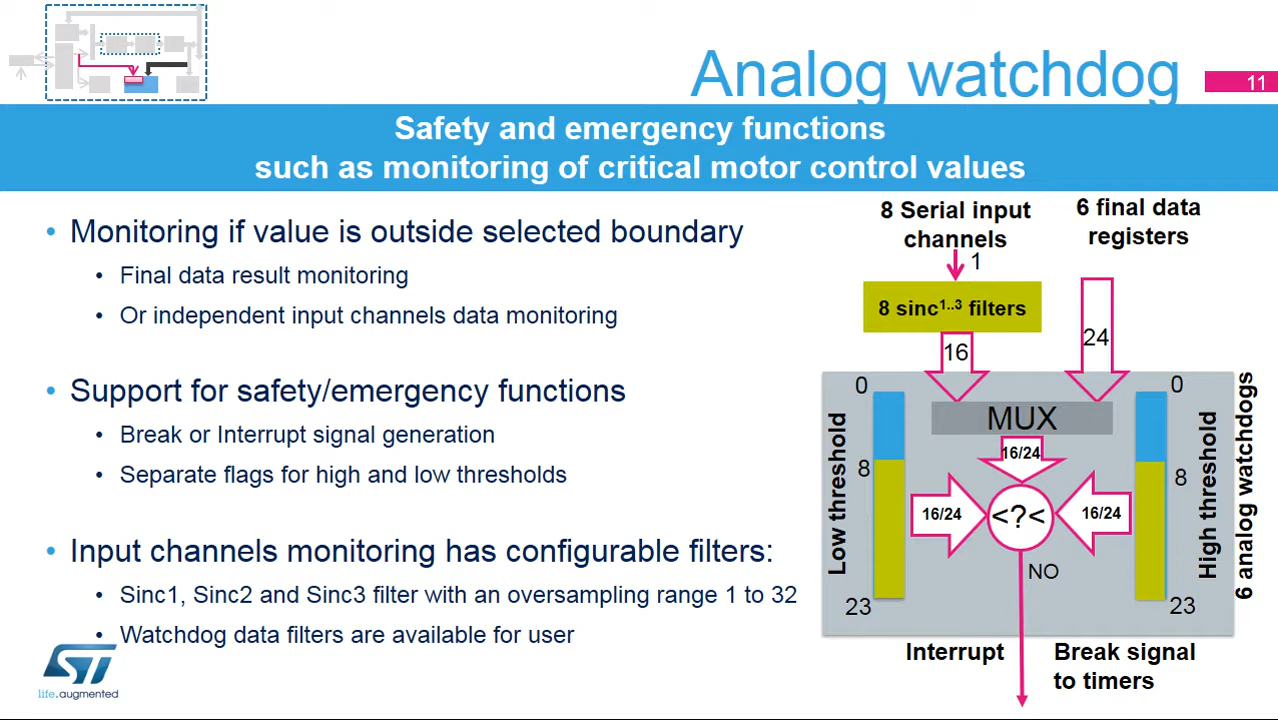 Analog watchdog
11
Safety and emergency functions
such as monitoring of critical motor control values
• Monitoring if value is outside selected boundary
• Final data result monitoring
• Or independent input channels data monitoring
• Support for safety/emergency functions
• Break or Interrupt signal generation
• Separate flags for high and low thresholds
• Input channels monitoring has configurable filters:
• Sinc1, Sinc2 and Sinc3 filter with an oversampling range 1 to 32
• Watchdog data filters are available for user
8 Serial input
channels
6 final data
registers
1
8 sinc¹··³ filters
16
24
0
0
MUX
16/24
8
8
Low threshold
16/24
<?<
16/24
High threshold
6 analog watchdogs
NO
23
23
Interrupt
Break signal
to timers
ST
life.augmented